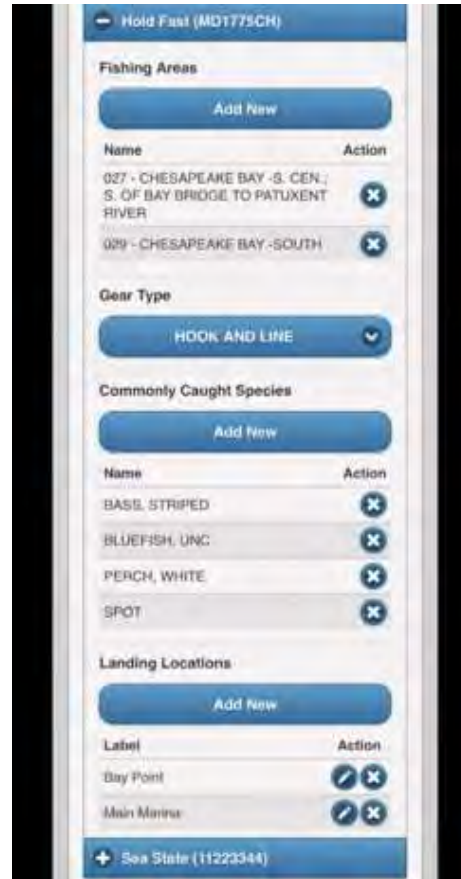 Hold Fast (MD1775CH)
Fishing Areas
Add New
Name Action
027 - CHESAPEAKE BAY -S. CEN.;
S. OF BAY BRIDGE TO PATUXENT
RIVER
029 - CHESAPEAKE BAY -SOUTH
Gear Type
HOOK AND LINE
Commonly Caught Species
Add New
Name Action
BASS, STRIPED
BLUEFISH, UNC
PERCH, WHITE
SPOT
Landing Locations
Add New
Label Action
Bay Point
Main Marina
Sea State (11223344)